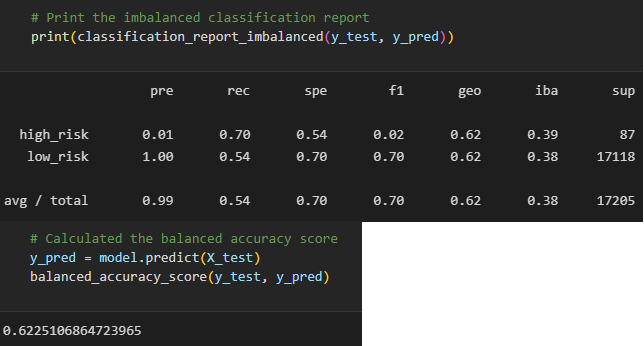 # Print the imbalanced classification report
print(classification_report_imbalanced(y_test, y_pred))
pre rec spe f1 geo iba sup
high_risk 0.01 0.70 0.54 0.02 0.62 0.39 87
low_risk 1.00 0.54 0.70 0.70 0.62 0.38 17118
avg / total 0.99 0.54 0.70 0.70 0.62 0.38 17205
# Calculated the balanced accuracy score
y_pred = model.predict(X_test)
balanced_accuracy_score(y_test, y_pred)
0.6225106864723965